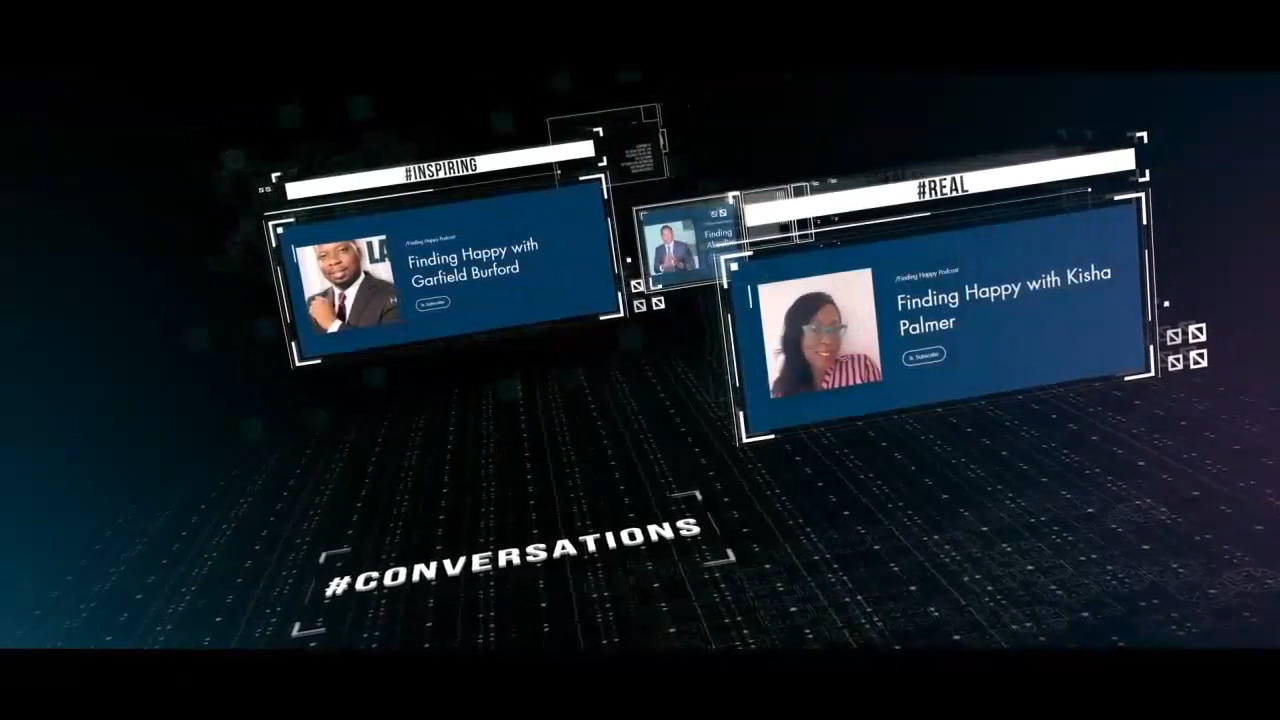 #INSPIRING
/Finding Happy Podcast
Finding Happy with
Garfield Burford
Subscribe
Finding
#REAL
/Finding Happy Podcast
Finding Happy with Kisha
Palmer
Subscribe
#CONVERSATIONS